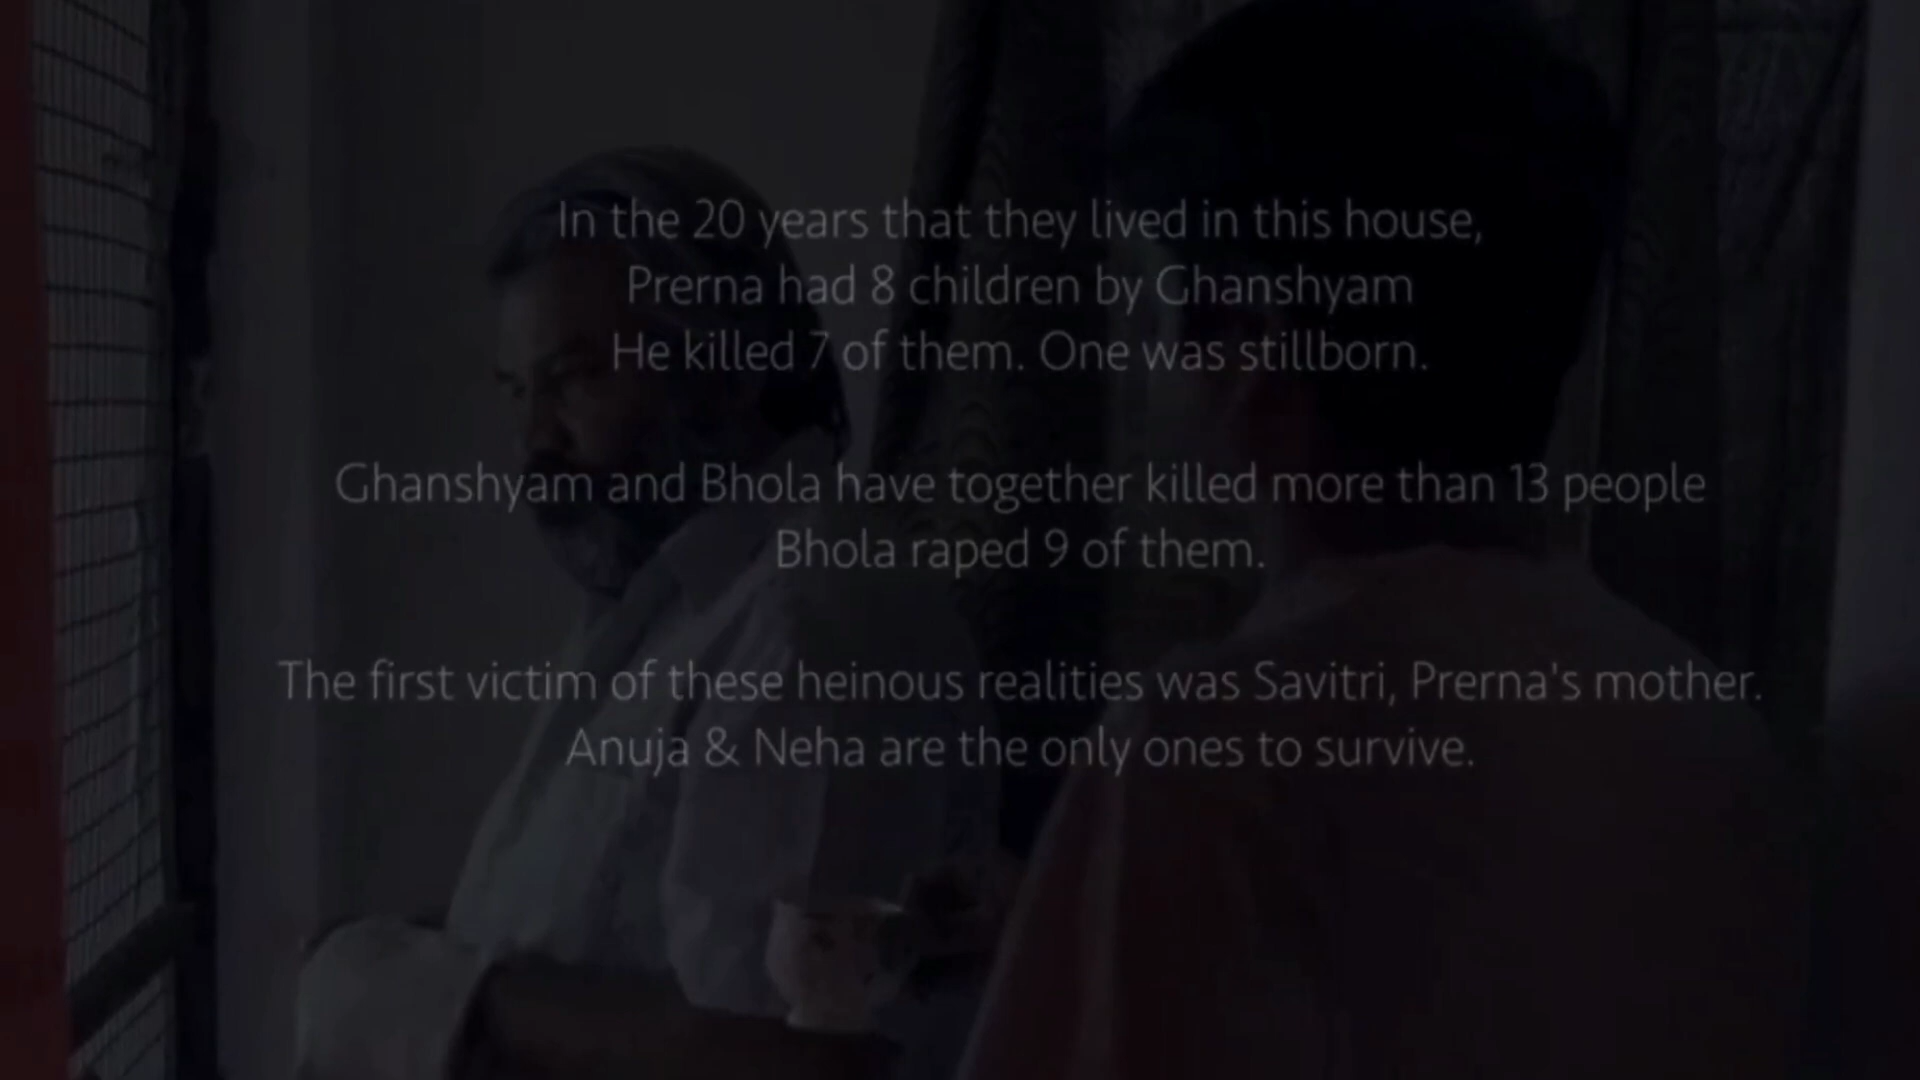 In the 20 years that they lived in this house,
Prerna had 8 children by Ghanshyam
He killed 7 of them. One was stillborn.
Ghanshyam and Bhola have together killed more than 13 people
Bhola raped 9 of them.
The first victim of these heinous realities was Savitri, Prerna's mother.
Anuja & Neha are the only ones to survive.